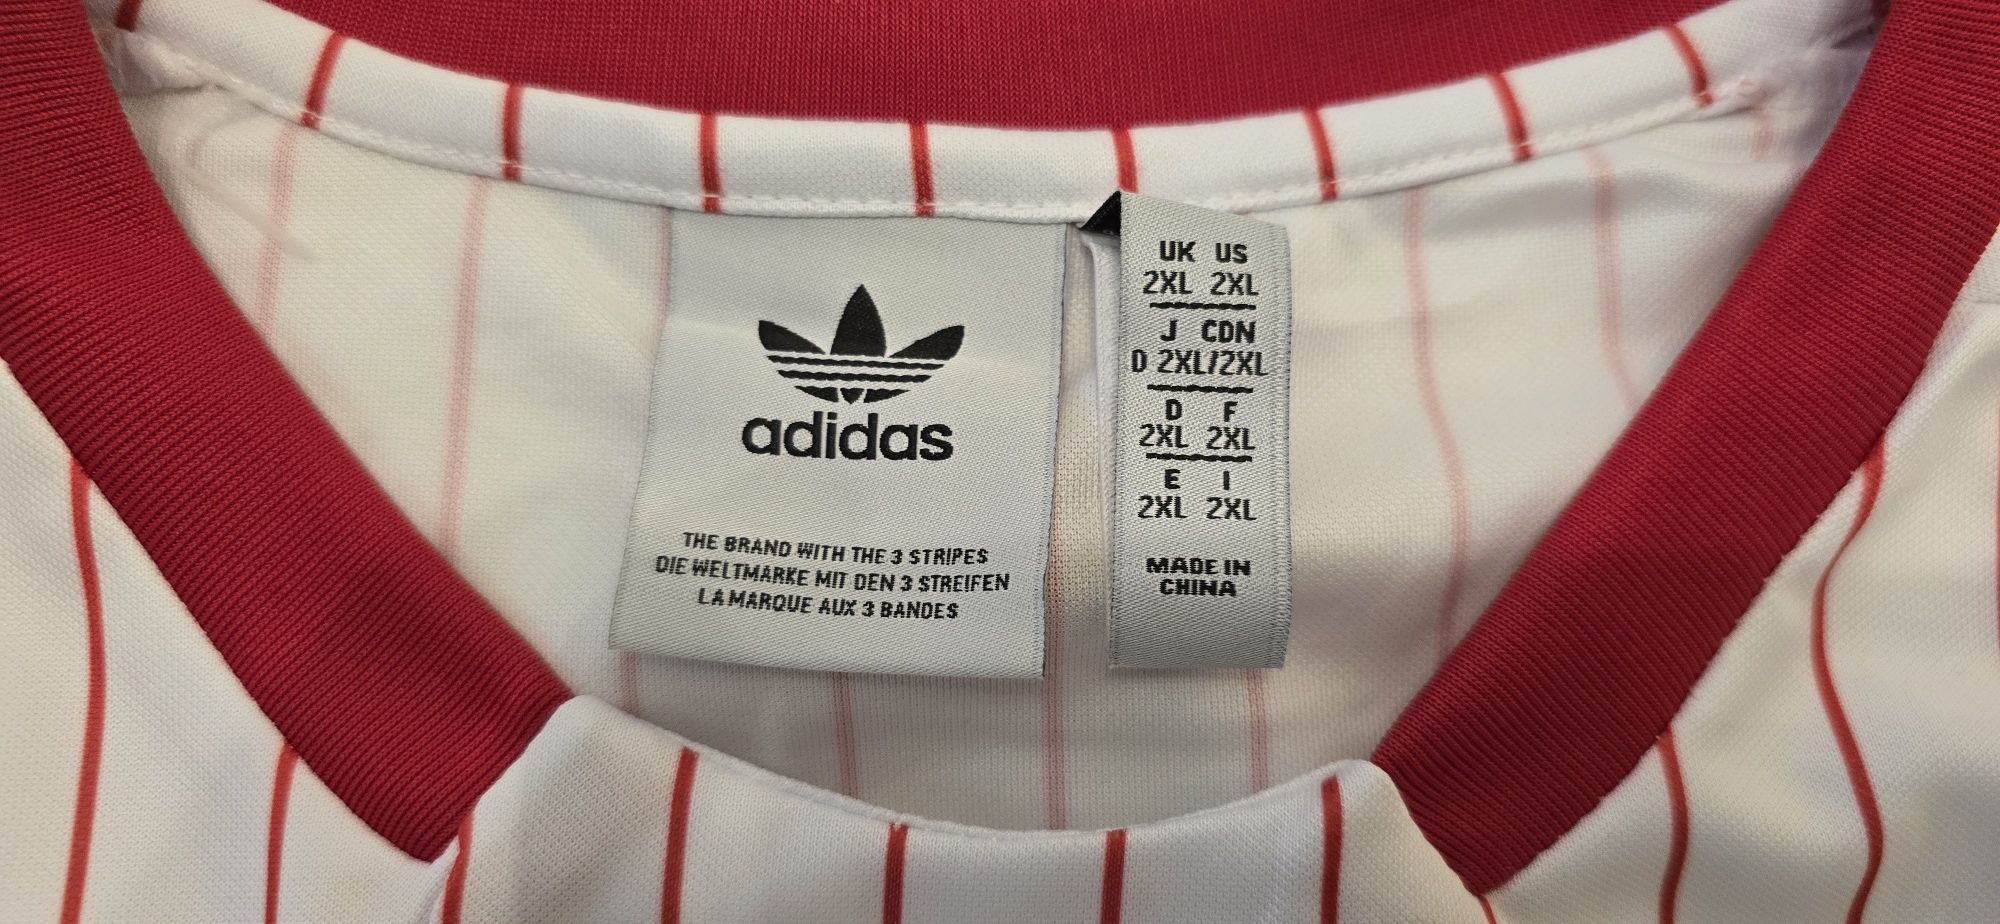 adidas
THE BRAND WITH THE 3 STRIPES
DIE WELTMARKE MIT DEN 3 STREIFEN
LA MARQUE AUX 3 BANDES
UK US
2XL 2XL
J CDN
O 2XL/2XL
D F
2XL 2XL
E I
2XL 2XL
MADE IN
CHINA